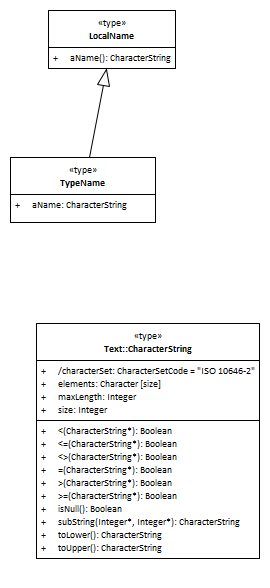 «type»
LocalName
+ aName(): CharacterString
«type»
TypeName
+ aName: CharacterString
«type»
Text::CharacterString
+ /characterSet: CharacterSetCode = "ISO 10646-2"
+ elements: Character [size]
+ maxLength: Integer
+ size: Integer
+ <(CharacterString*): Boolean
+ <=(CharacterString*): Boolean
+ <>(CharacterString*): Boolean
+ =(CharacterString*): Boolean
+ >(CharacterString*): Boolean
+ >=(CharacterString*): Boolean
+ isNull(): Boolean
+ subString(Integer*, Integer*): CharacterString
+ toLower(): CharacterString
+ toUpper(): CharacterString